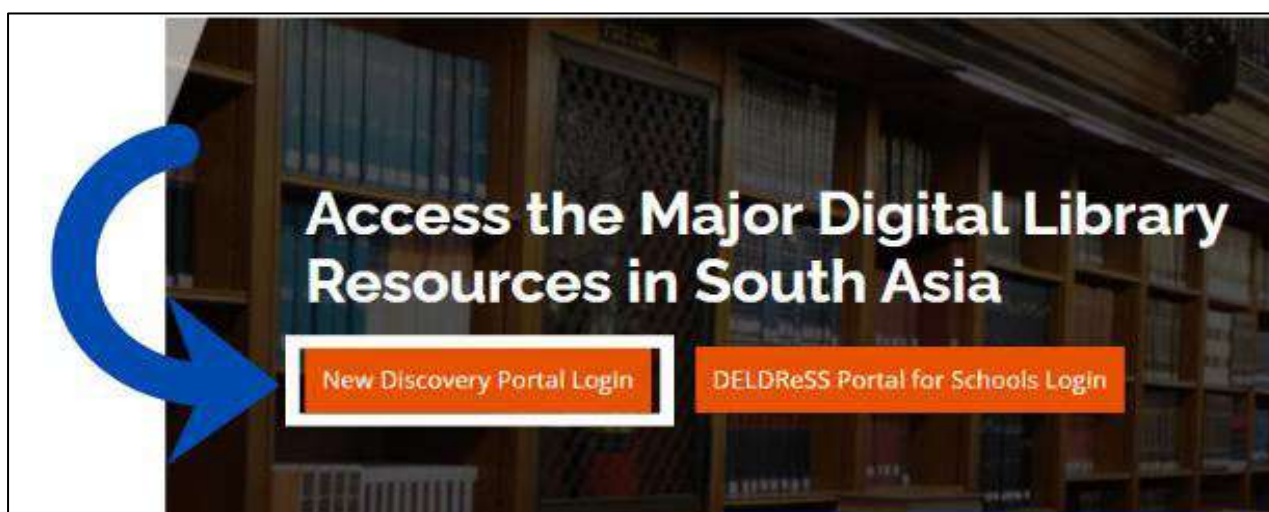 Access the Major Digital Library
Resources in South Asia
New Discovery Portal Login
DELDReSS Portal for Schools Login